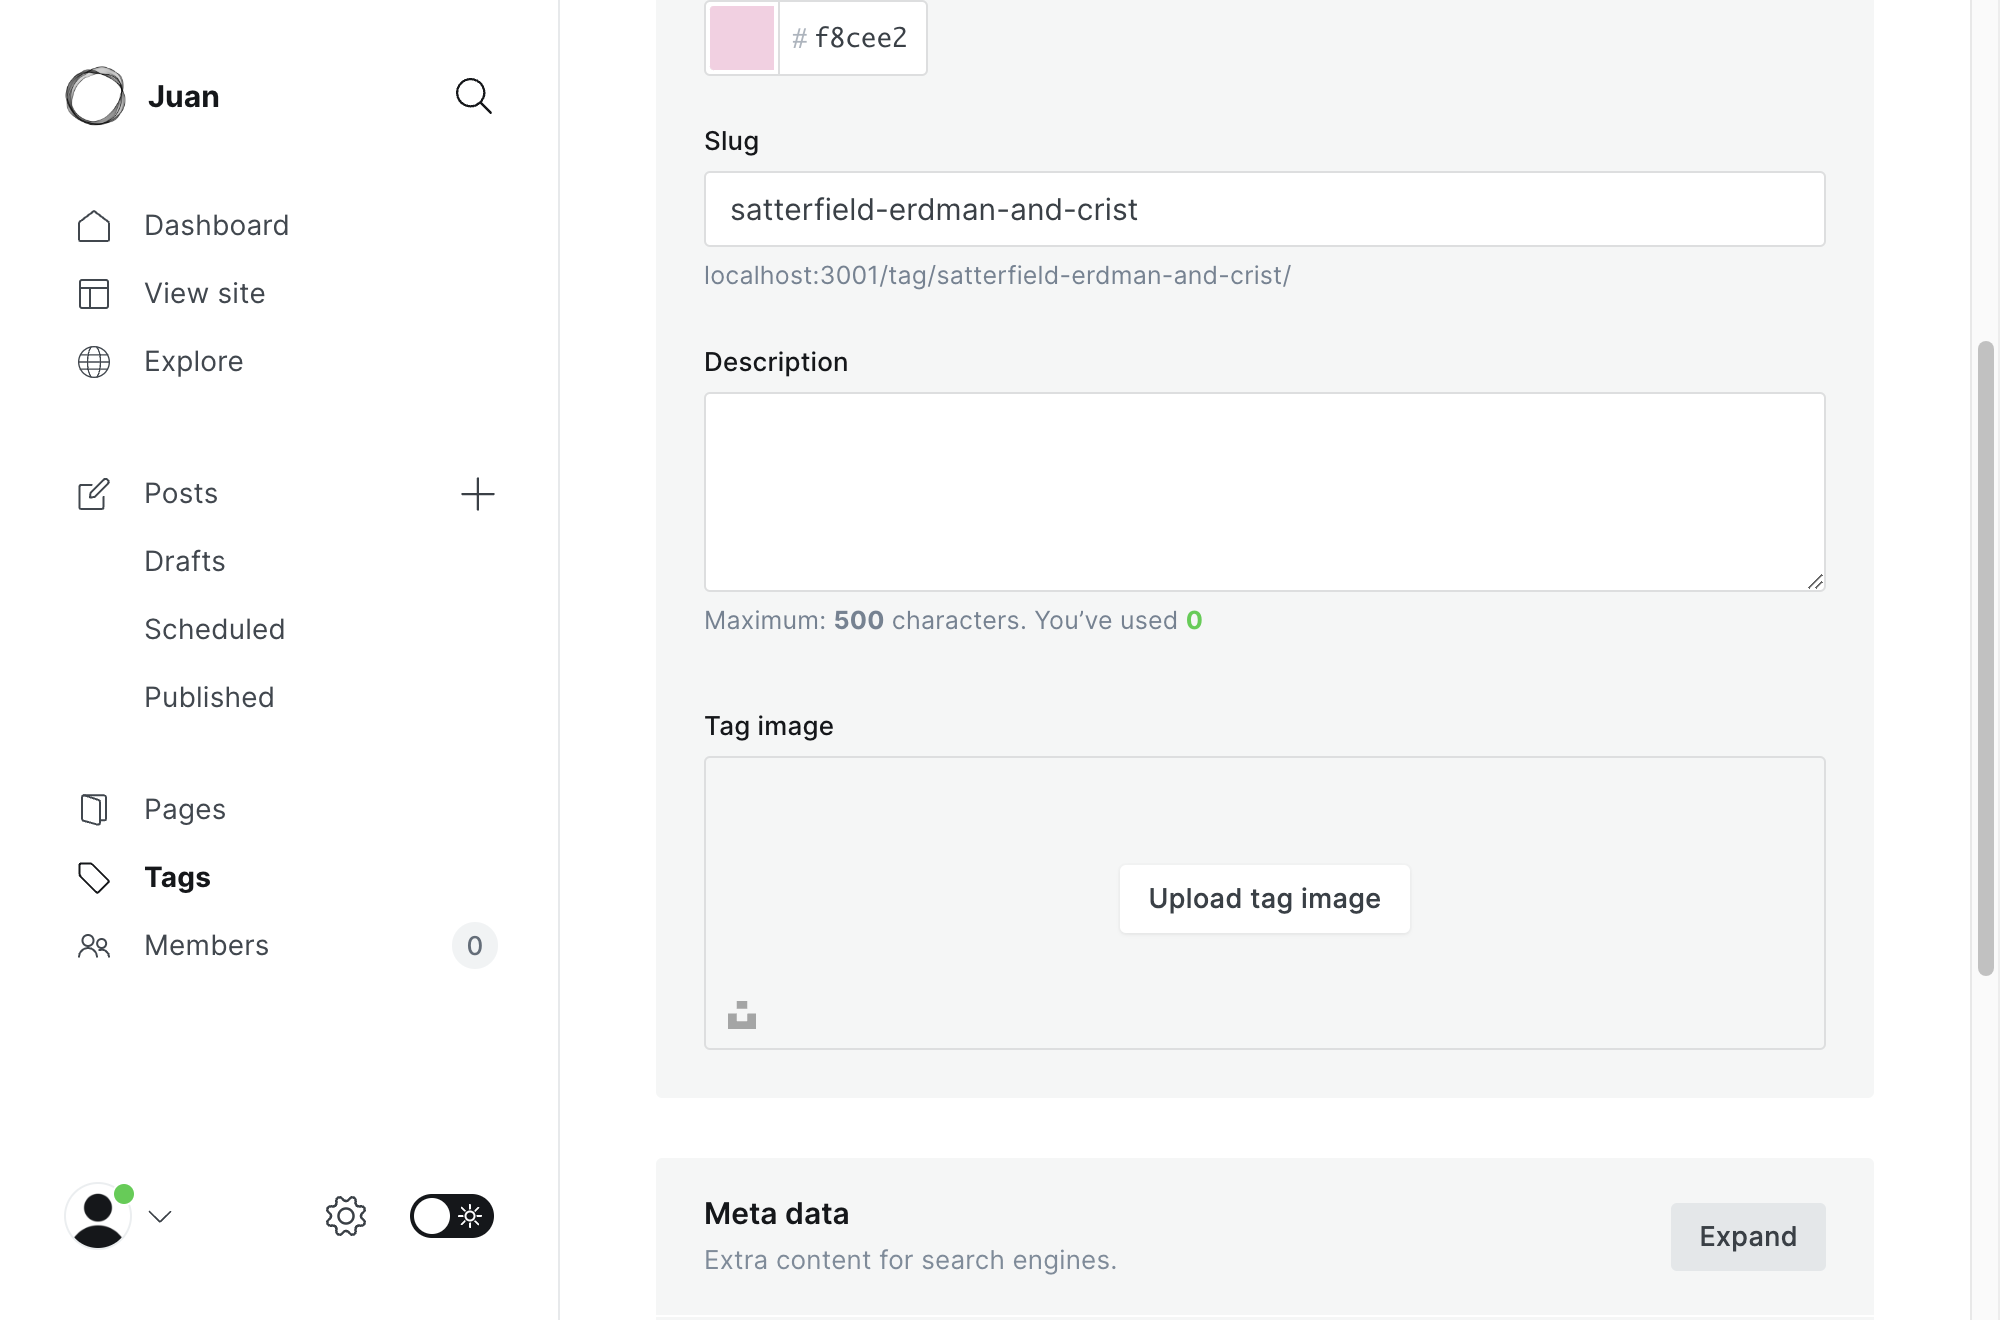 Juan
Dashboard
View site
Explore
Posts
Drafts
Scheduled
Published
Pages
Tags
Members 0
# f8cee2
Slug
satterfield-erdman-and-crist
localhost:3001/tag/satterfield-erdman-and-crist/
Description
Maximum: 500 characters. You’ve used 0
Tag image
Upload tag image
Meta data
Extra content for search engines.
Expand